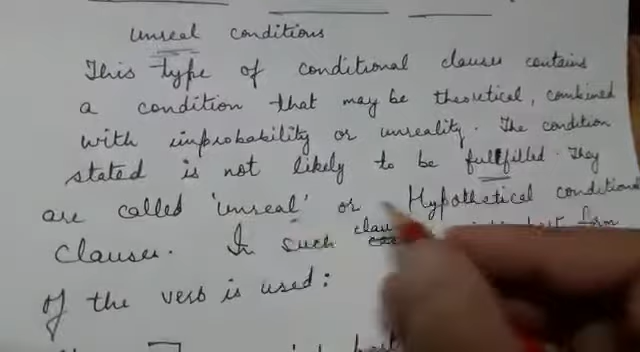 unreal conditions
This type of conditional clauses contains
a condition that may be theoretical, combined
with improbability or unreality. The condition
stated is not likely to be fullfilled. They
are called 'unreal' or Hypothetical conditional
clauses. In such form
of the verb is used: